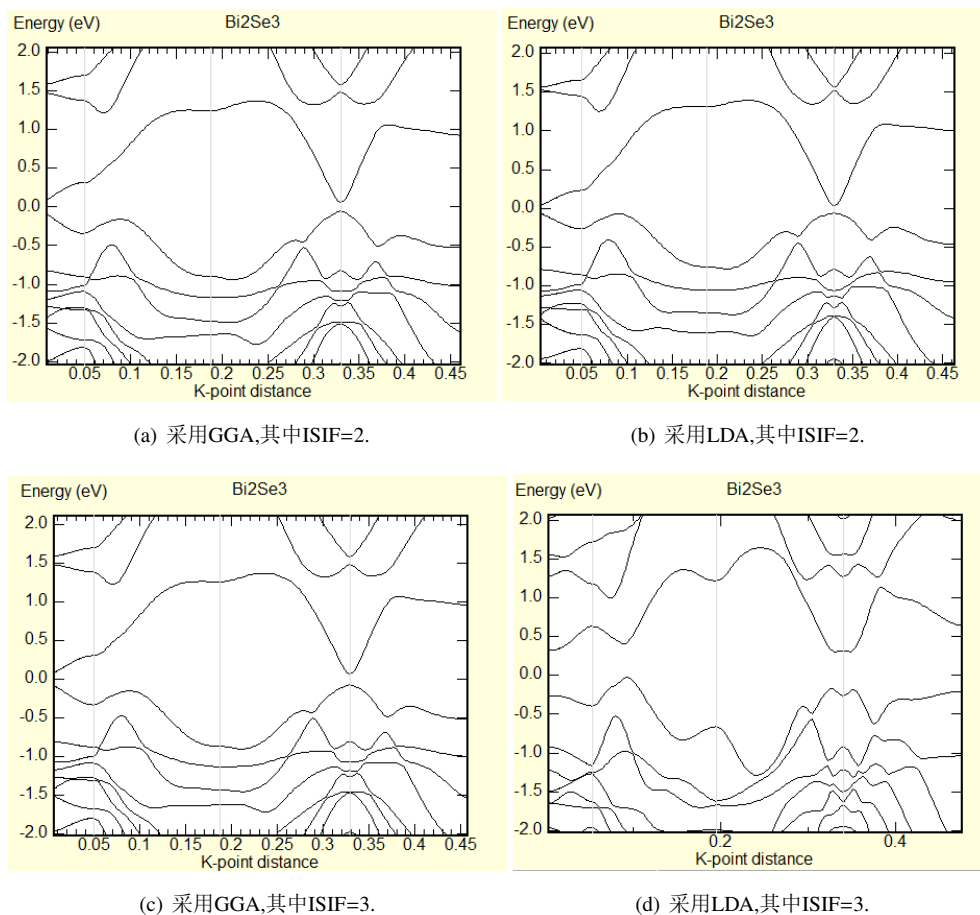 Energy (eV) Bi2Se3
2.0
1.5
1.0
0.5
0.0
-0.5
-1.0
-1.5
-2.0
0.05 0.1 0.15 0.2 0.25 0.3 0.35 0.4 0.45
K-point distance
(a) 采用GGA,其中ISIF=2.
Energy (eV) Bi2Se3
2.0
1.5
1.0
0.5
0.0
-0.5
-1.0
-1.5
-2.0
0.05 0.1 0.15 0.2 0.25 0.3 0.35 0.4 0.45
K-point distance
(b) 采用LDA,其中ISIF=2.
Energy (eV) Bi2Se3
2.0
1.5
1.0
0.5
0.0
-0.5
-1.0
-1.5
-2.0
0.05 0.1 0.15 0.2 0.25 0.3 0.35 0.4 0.45
K-point distance
(c) 采用GGA,其中ISIF=3.
Energy (eV) Bi2Se3
2.0
1.5
1.0
0.5
0.0
-0.5
-1.0
-1.5
-2.0
0.2 0.4
K-point distance
(d) 采用LDA,其中ISIF=3.